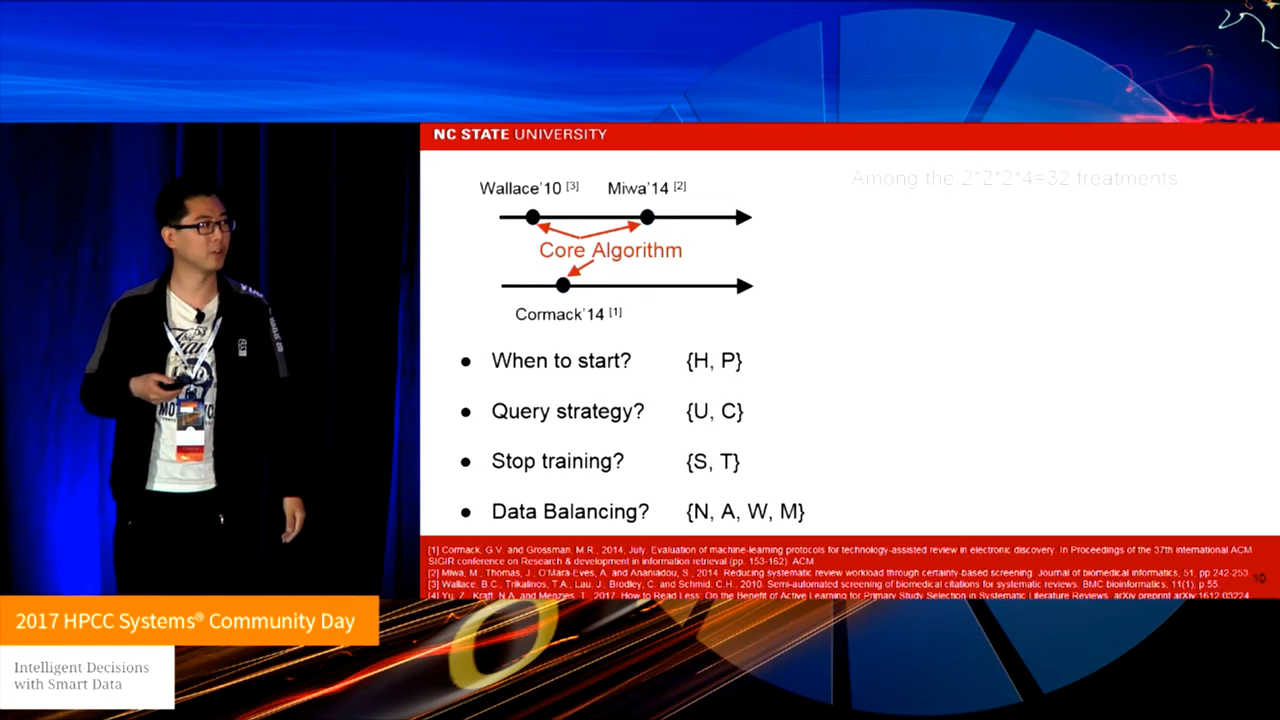 NC STATE UNIVERSITY
Among the 2*2*2*4=32 treatments
Wallace'10 [3] Miwa'14 [2]
Core Algorithm
Cormack'14 [1]
● When to start? {H, P}
● Query strategy? {U, C}
● Stop training? {S, T}
● Data Balancing? {N, A, W, M}
[1] Cormack, G.V. and Grossman, M.R., 2014, July. Evaluation of machine-learning protocols for technology-assisted review in electronic discovery. In Proceedings of the 37th international ACM
SIGIR conference on Research & development in information retrieval (pp. 153-162). ACM
[2] Miwa, M., Thomas, J., O'Mara-Eves, A. and Ananiadou, S., 2014. Reducing systematic review workload through certainty-based screening. Journal of biomedical informatics, 51, pp.242-253
[3] Wallace, B.C., Trikalinos, T.A., Lau, J., Brodley, C. and Schmid, C.H., 2010. Semi-automated screening of biomedical citations for systematic reviews. BMC bioinformatics, 11(1), p.55.
[4] Yu, Z., Kraft, N.A. and Menzies, T., 2017. How to Read Less: On the Benefit of Active Learning for Primary Study Selection in Systematic Literature Reviews. arXiv preprint arXiv:1612.03224
10
2017 HPCC Systems® Community Day
Intelligent Decisions
with Smart Data